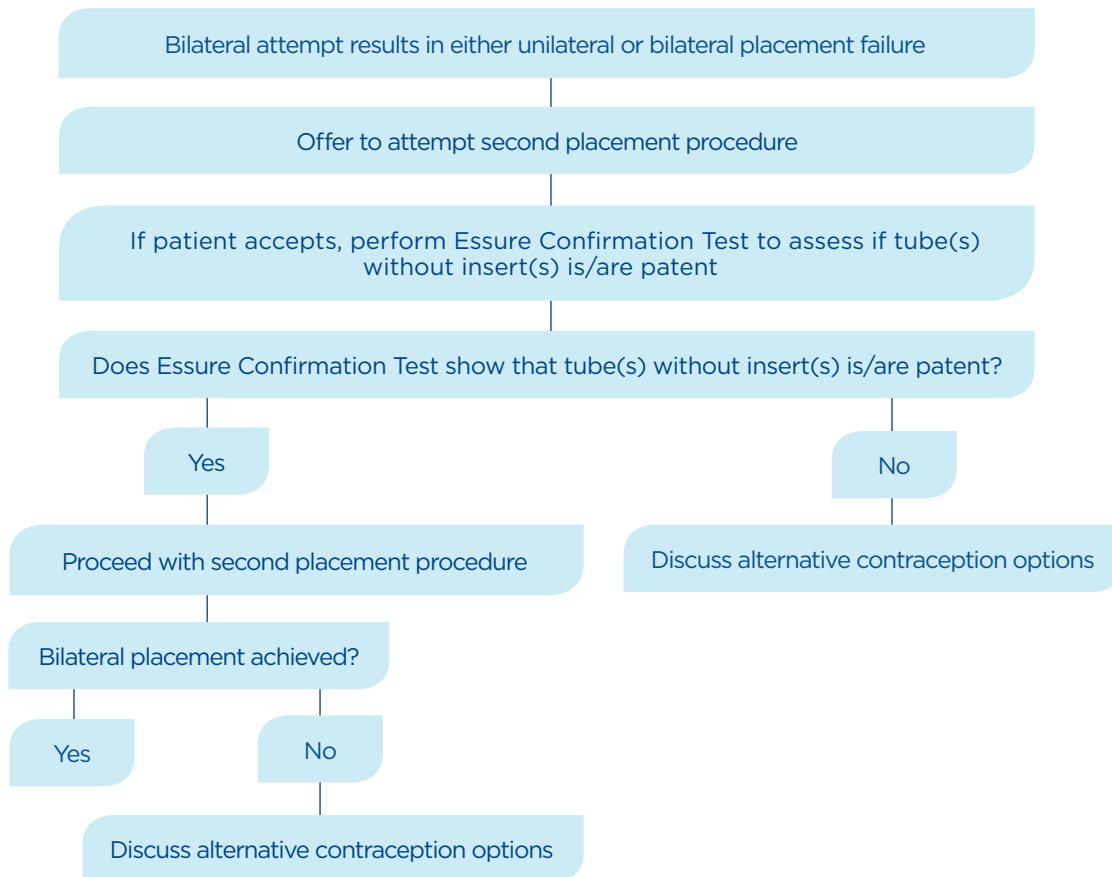 Bilateral attempt results in either unilateral or bilateral placement failure
Offer to attempt second placement procedure
If patient accepts, perform Essure Confirmation Test to assess if tube(s)
without insert(s) is/are patent
Does Essure Confirmation Test show that tube(s) without insert(s) is/are patent?
Yes
No
Proceed with second placement procedure
Discuss alternative contraception options
Bilateral placement achieved?
Yes
No
Discuss alternative contraception options